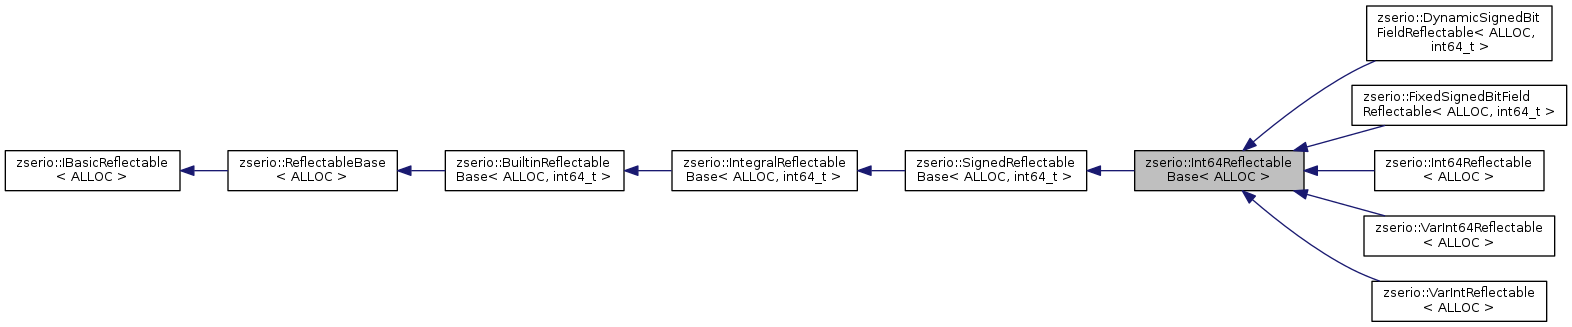 zserio::DynamicSignedBit
FieldReflectable< ALLOC,
int64_t >
zserio::FixedSignedBitField
Reflectable< ALLOC, int64_t >
zserio::IBasicReflectable
< ALLOC >
zserio::ReflectableBase
< ALLOC >
zserio::BuiltinReflectable
Base< ALLOC, int64_t >
zserio::IntegralReflectable
Base< ALLOC, int64_t >
zserio::SignedReflectable
Base< ALLOC, int64_t >
zserio::Int64Reflectable
Base< ALLOC >
zserio::Int64Reflectable
< ALLOC >
zserio::VarInt64Reflectable
< ALLOC >
zserio::VarIntReflectable
< ALLOC >